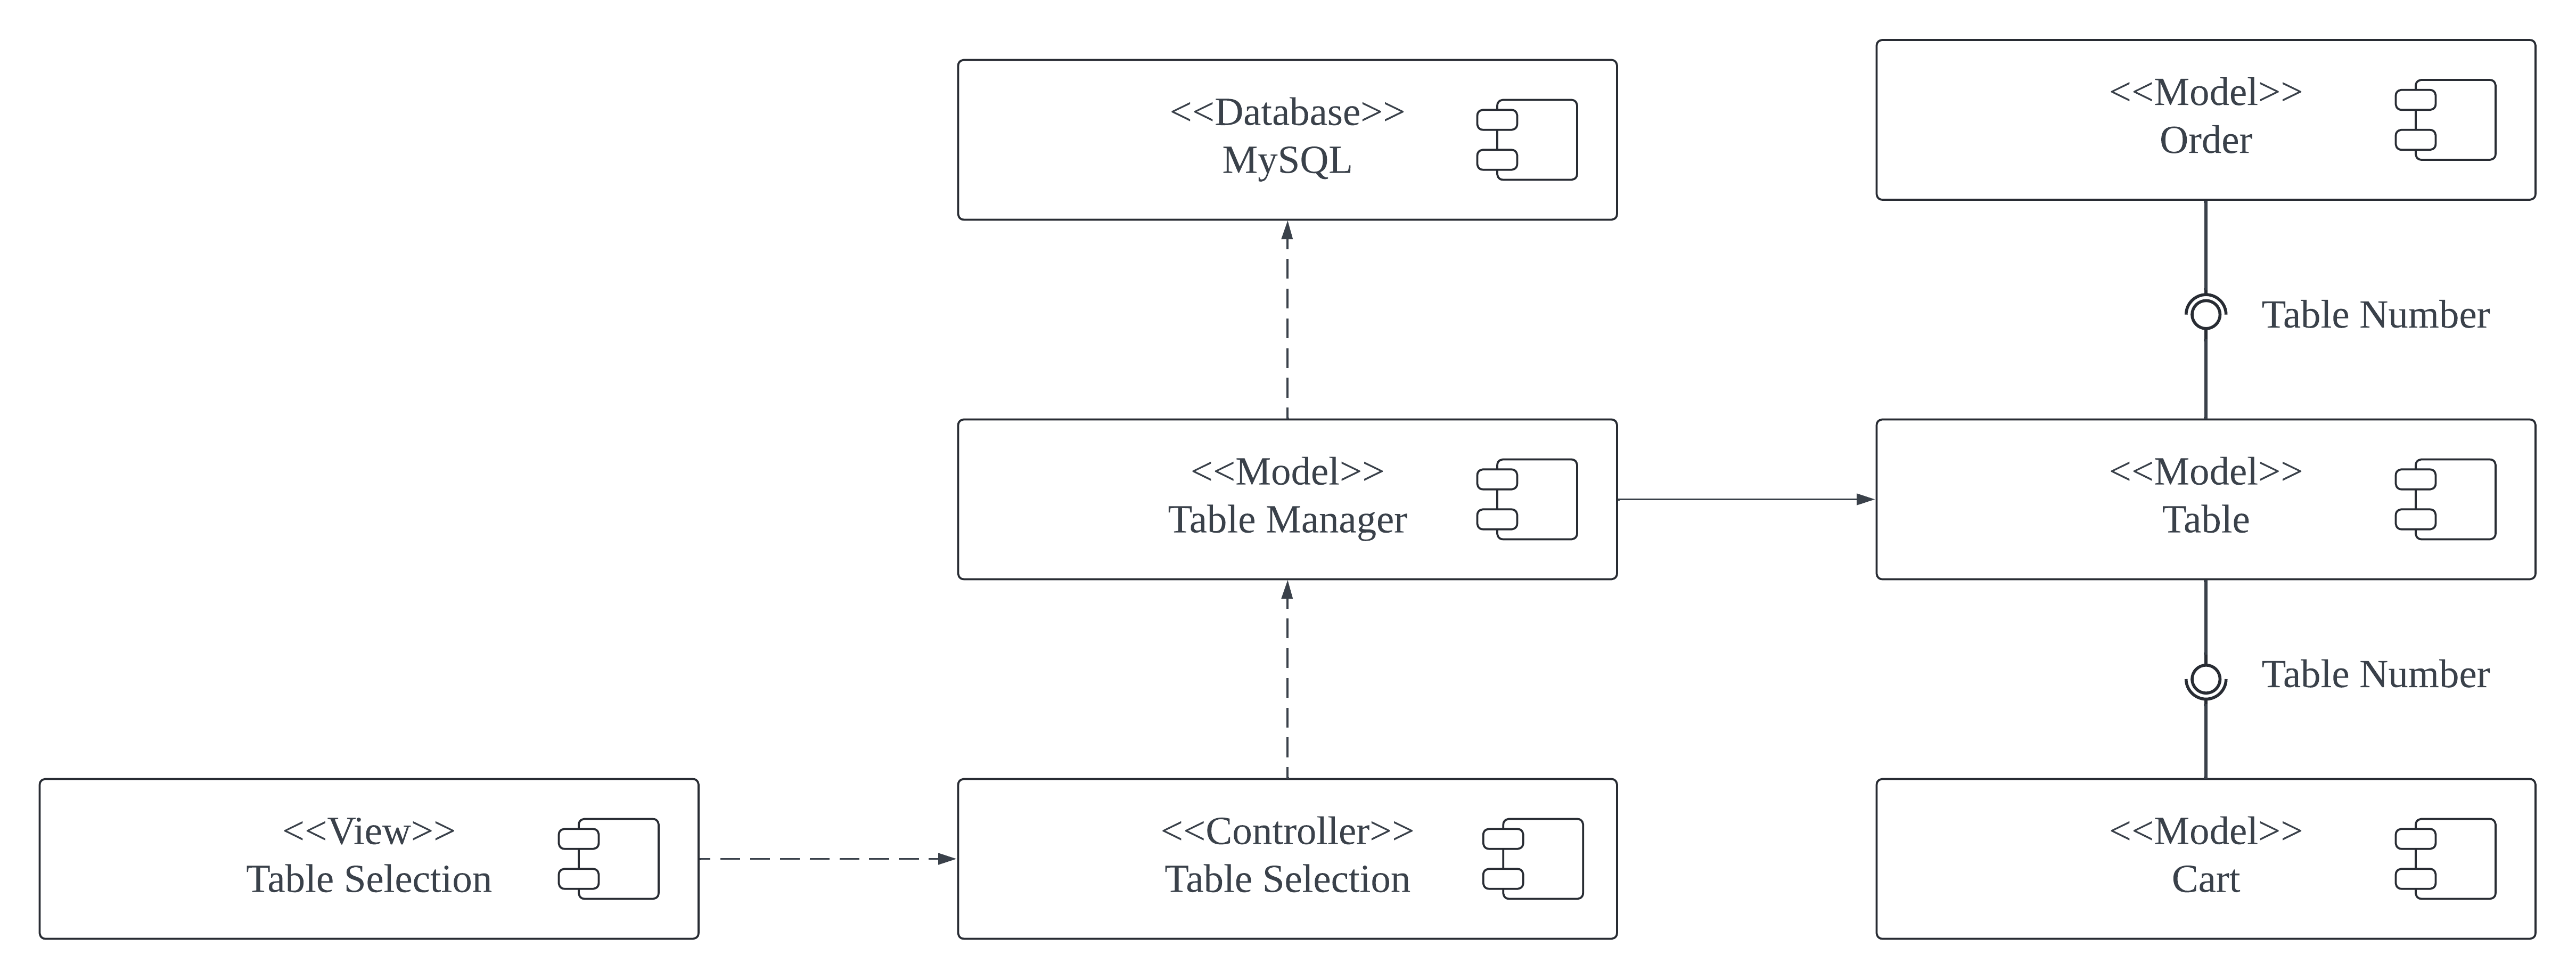 <<Database>>
MySQL
<<Model>>
Order
Table Number
<<Model>>
Table Manager
<<Model>>
Table
Table Number
<<View>>
Table Selection
<<Controller>>
Table Selection
<<Model>>
Cart